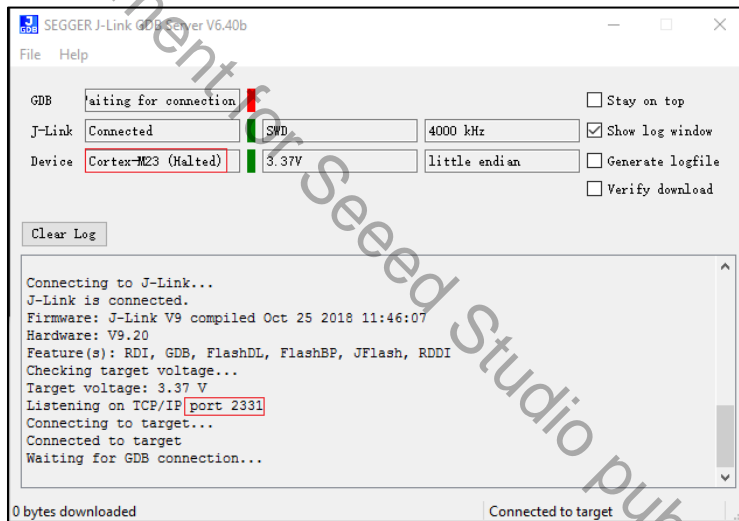 SEGGER J-Link GDB Server V6.40b
File Help
GDB 'aiting for connection Stay on top
J-Link Connected SWD 4000 kHz Show log window
Device Cortex-M23 (Halted) 3.37V little endian Generate logfile
Verify download
Clear Log
Connecting to J-Link...
J-Link is connected.
Firmware: J-Link V9 compiled Oct 25 2018 11:46:07
Hardware: V9.20
Feature(s): RDI, GDB, FlashDL, FlashBP, JFlash, RDDI
Checking target voltage...
Target voltage: 3.37 V
Listening on TCP/IP port 2331
Connecting to target...
Connected to target
Waiting for GDB connection...
0 bytes downloaded Connected to target
for Seeed Studio